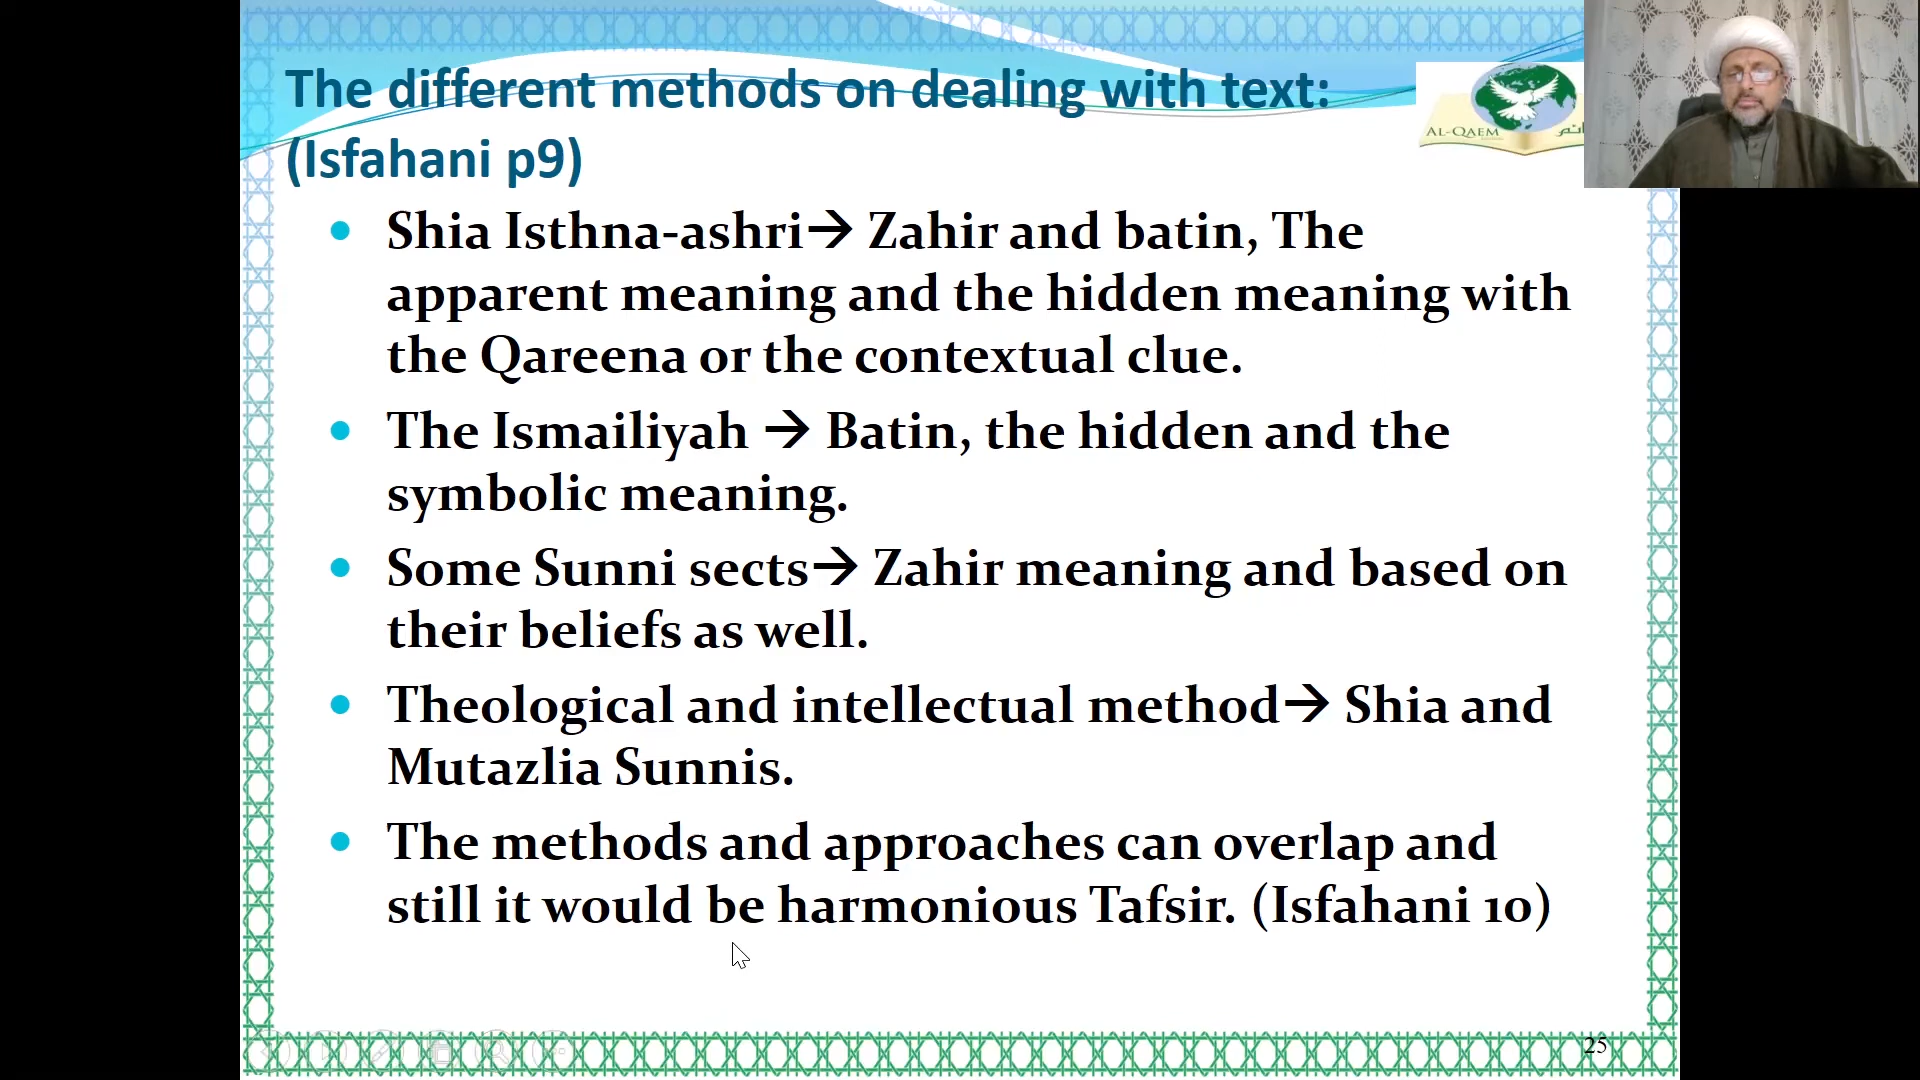 The different methods on dealing with text:
(Isfahani p9)
AL-QAEM
Shia Isthna-ashri→ Zahir and batin, The
apparent meaning and the hidden meaning with
the Qareena or the contextual clue.
The Ismailiyah → Batin, the hidden and the
symbolic meaning.
Some Sunni sects→ Zahir meaning and based on
their beliefs as well.
Theological and intellectual method→ Shia and
Mutazlia Sunnis.
The methods and approaches can overlap and
still it would be harmonious Tafsir. (Isfahani 10)
25